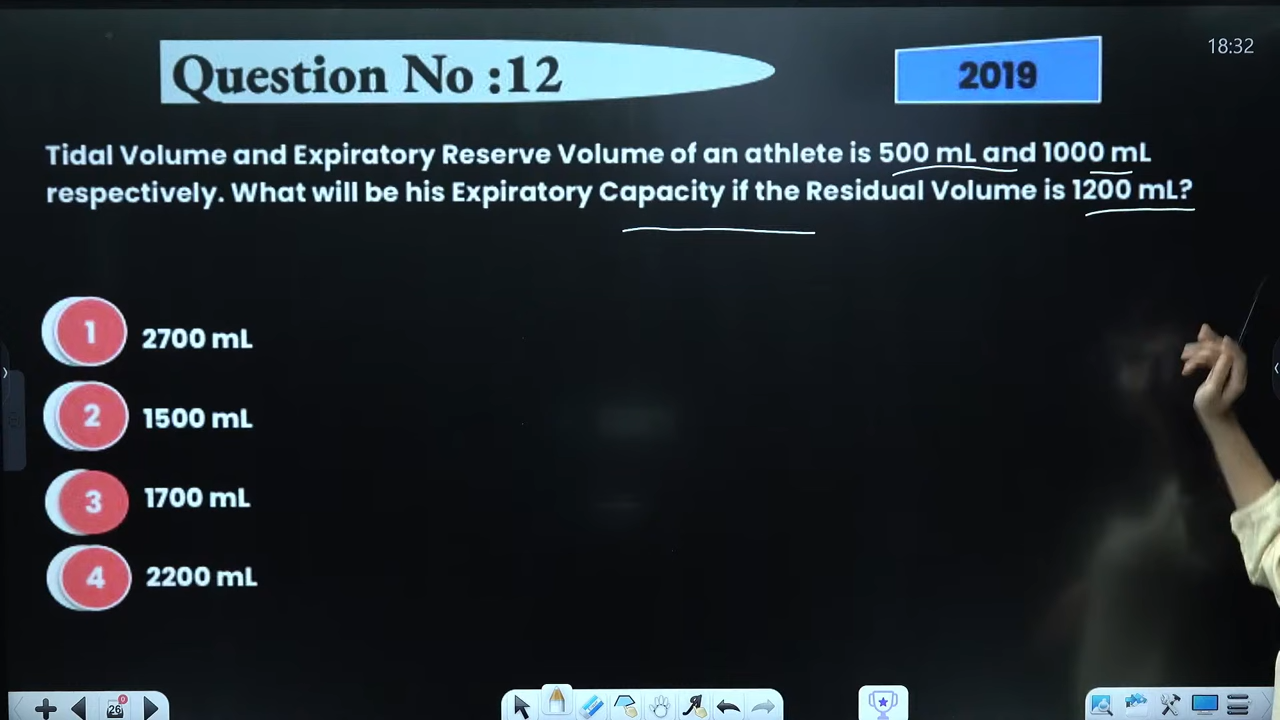 Question No :12
2019
18:32
Tidal Volume and Expiratory Reserve Volume of an athlete is 500 mL and 1000 mL
respectively. What will be his Expiratory Capacity if the Residual Volume is 1200 mL?
1 2700 mL
2 1500 mL
3 1700 mL
4 2200 mL
26